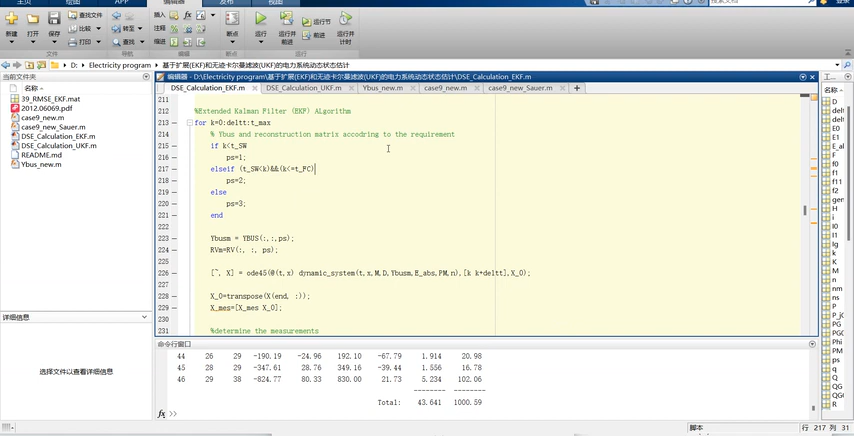 主页
绘图
APP
编辑器
发布
视图
新建
打开
保存
查找文件
比较
打印
转至
查找
插入
注释
缩进
断点
运行
运行并
前进
运行节
前进
运行并
计时
文件
导航
编辑
断点
运行
D: ▸ Electricity program ▸ 基于扩展(EKF)和无迹卡尔曼滤波(UKF)的电力系统动态状态估计
当前文件夹
名称
39_RMSE_EKF.mat
2012.06069.pdf
case9_new.m
case9_new_Sauer.m
DSE_Calculation_EKF.m
DSE_Calculation_UKF.m
README.md
Ybus_new.m
详细信息
选择文件以查看详细信息
编辑器 - D:\Electricity program\基于扩展(EKF)和无迹卡尔曼滤波(UKF)的电力系统动态状态估计\DSE_Calculation_EKF.m
DSE_Calculation_EKF.m
DSE_Calculation_UKF.m
Ybus_new.m
case9_new.m
case9_new_Sauer.m
211
212 %Extended Kalman Filter (EKF) ALgorithm
213 for k=0:deltt:t_max
214 % Ybus and reconstruction matrix accodring to the requirement
215 if k<t_SW
216 ps=1;
217 elseif (t_SW<k)&&(k<=t_FC)
218 ps=2;
219 else
220 ps=3;
221 end
222
223 Ybusm = YBUS(:,:,ps);
224 RVm=RV(:, :, ps);
225
226 [~, X] = ode45(@(t,x) dynamic_system(t,x,M,D,Ybusm,E_abs,PM,n),[k k+deltt],X_0);
227
228 X_0=transpose(X(end, :));
229 X_mes=[X_mes X_0];
230
231 %determine the measurements
命令行窗口
44 26 29 -190.19 -24.96 192.10 -67.79 1.914 20.98
45 28 29 -347.61 28.76 349.16 -39.44 1.556 16.78
46 29 38 -824.77 80.33 830.00 21.73 5.234 102.06
-------- --------
Total: 43.641 1000.59
fx >>
名称
D
E0
E1
F
f0
f1
f11
f2
H
i
I0
I1
Ig
k
K
M
n
nm
ns
P
PG
Phi
PM
ps
q
Q
QG
R
脚本
行 217 列 31